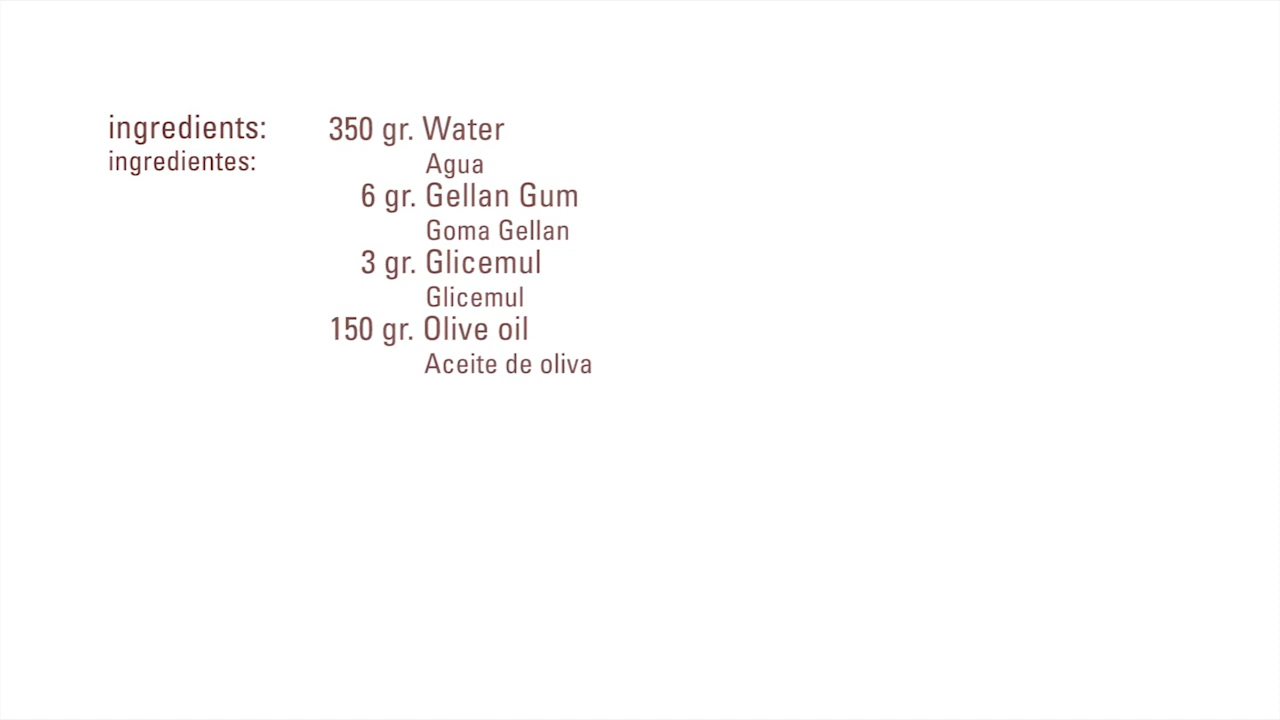 ingredients:
ingredientes:
350 gr. Water
Agua
6 gr. Gellan Gum
Goma Gellan
3 gr. Glicemul
Glicemul
150 gr. Olive oil
Aceite de oliva